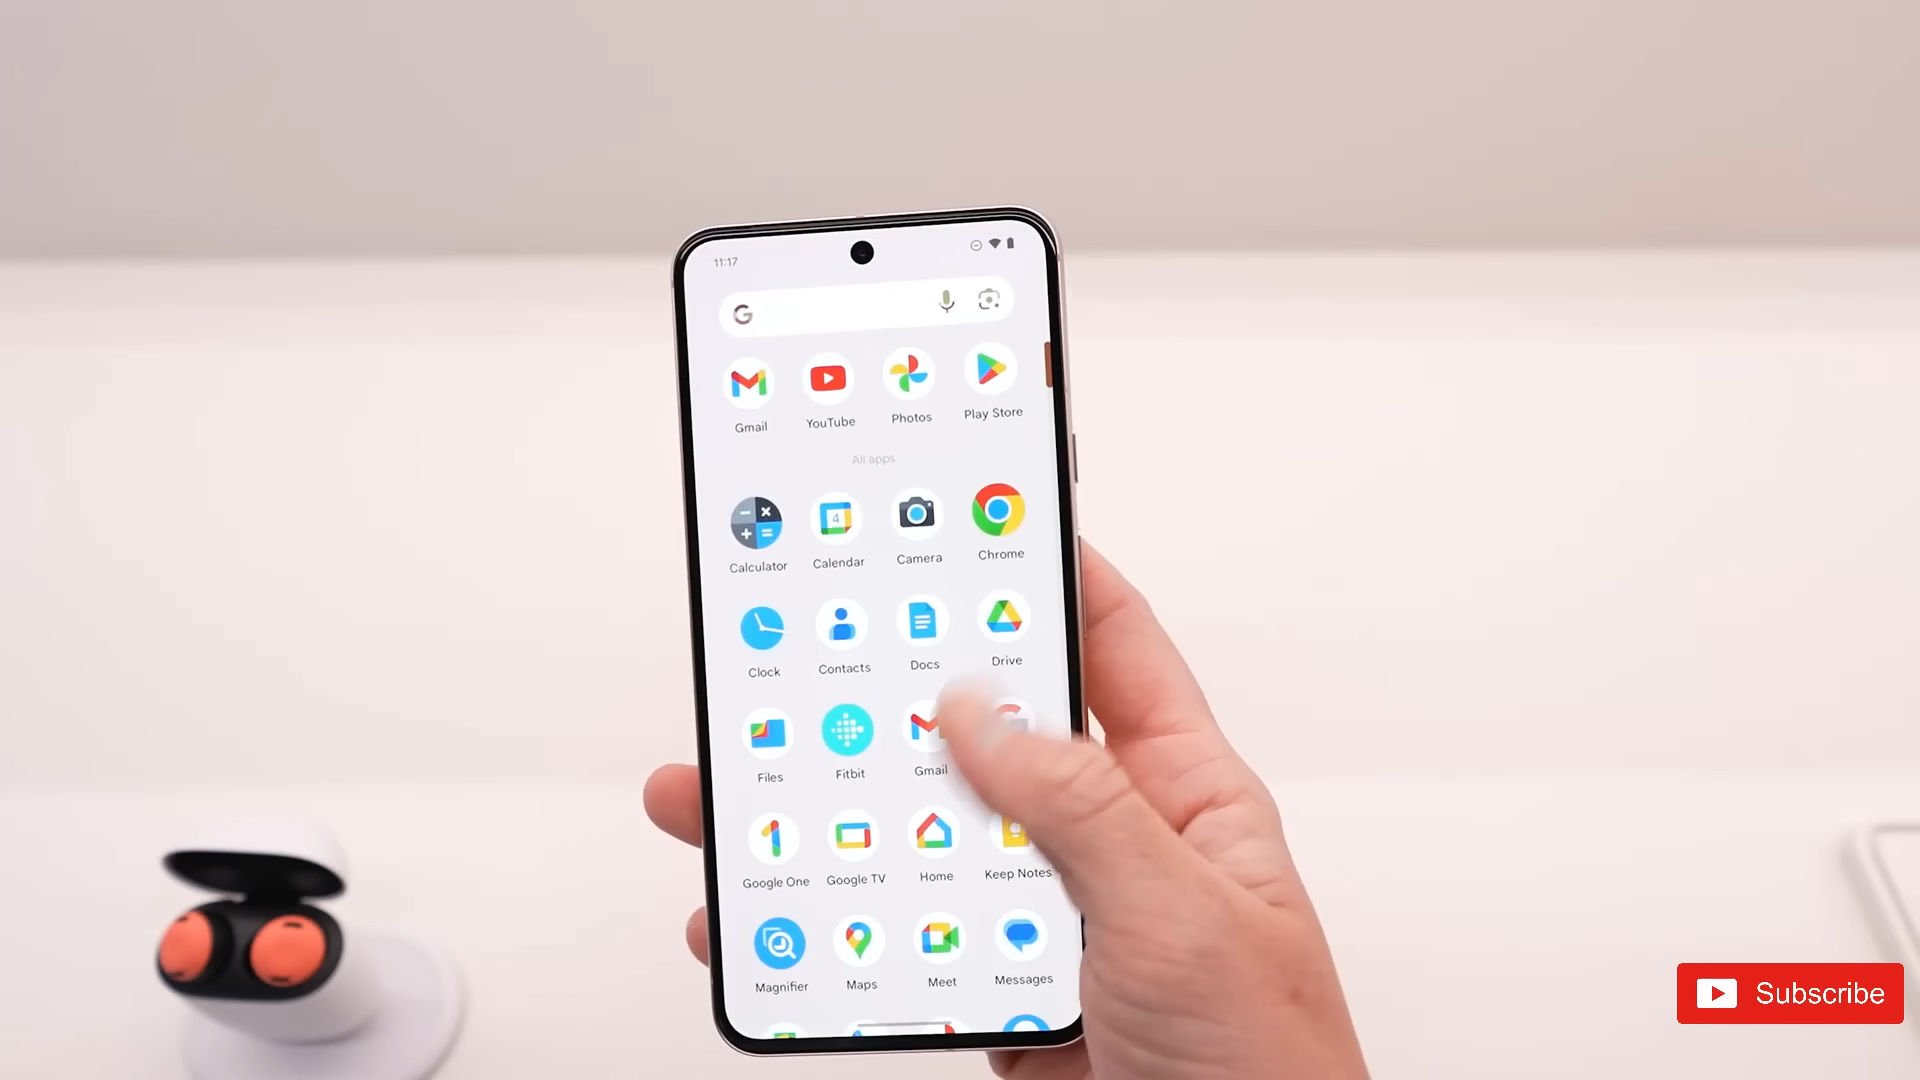 11:17
Gmail YouTube Photos Play Store
All apps
4
Calculator Calendar Camera Chrome
Clock Contacts Docs Drive
Files Fitbit Gmail
Google One Google TV Home Keep Notes
Magnifier Maps Meet Messages
Subscribe